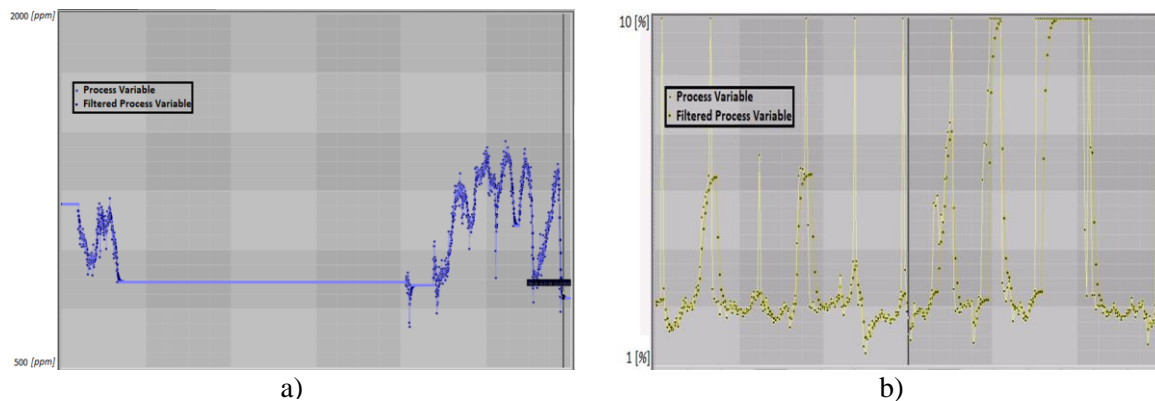 2000 [ppm]
Process Variable
Filtered Process Variable
500 [ppm]
a)
10 [%]
Process Variable
Filtered Process Variable
1 [%]
b)